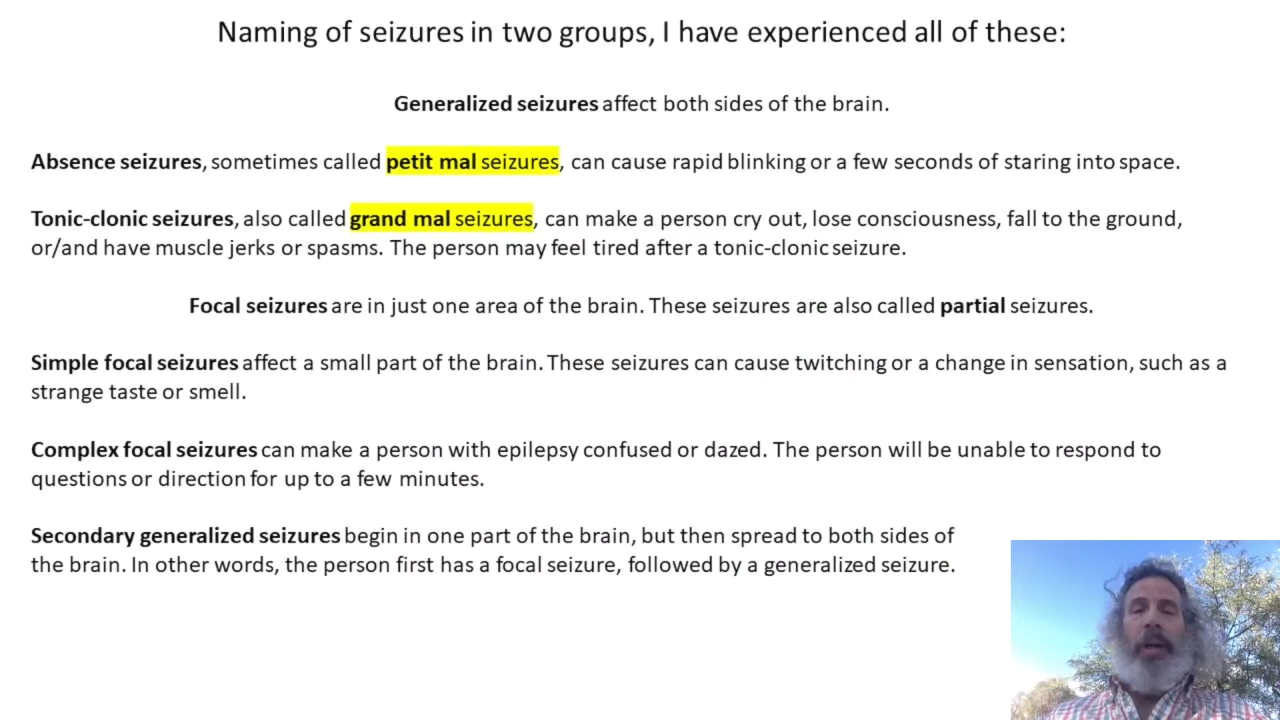 Naming of seizures in two groups, I have experienced all of these:
Generalized seizures affect both sides of the brain.
Absence seizures, sometimes called petit mal seizures, can cause rapid blinking or a few seconds of staring into space.
Tonic-clonic seizures, also called grand mal seizures, can make a person cry out, lose consciousness, fall to the ground,
or/and have muscle jerks or spasms. The person may feel tired after a tonic-clonic seizure.
Focal seizures are in just one area of the brain. These seizures are also called partial seizures.
Simple focal seizures affect a small part of the brain. These seizures can cause twitching or a change in sensation, such as a
strange taste or smell.
Complex focal seizures can make a person with epilepsy confused or dazed. The person will be unable to respond to
questions or direction for up to a few minutes.
Secondary generalized seizures begin in one part of the brain, but then spread to both sides of
the brain. In other words, the person first has a focal seizure, followed by a generalized seizure.